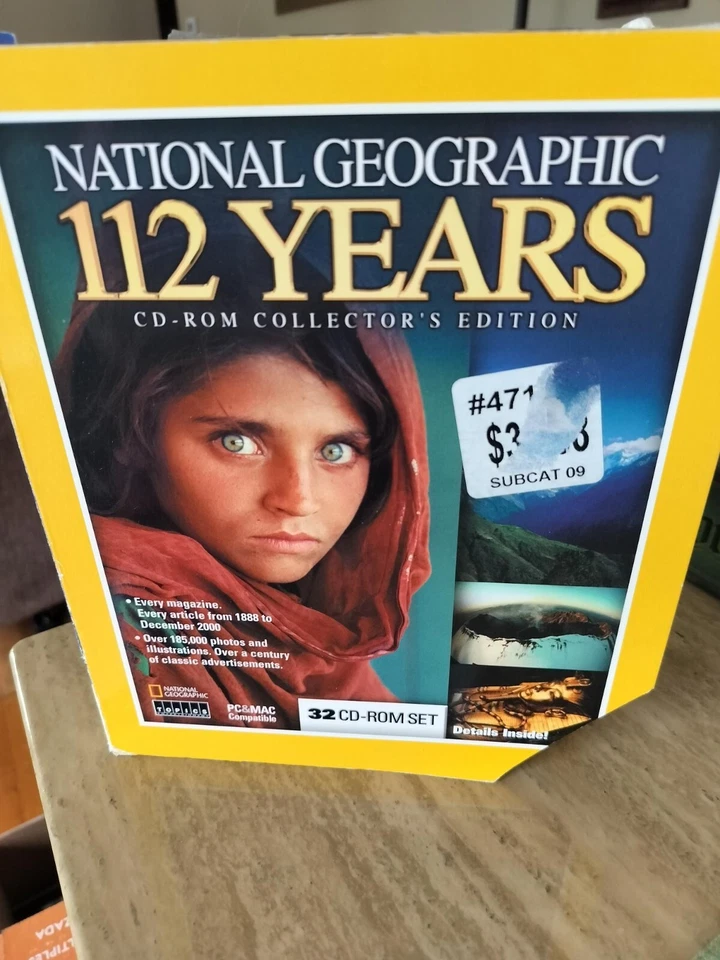 NATIONAL GEOGRAPHIC
112 YEARS
CD-ROM COLLECTOR'S EDITION
#471
SUBCAT 09
• Every magazine.
Every article from 1888 to
December 2000
• Over 185,000 photos and
illustrations. Over a century
of classic advertisements.
NATIONAL
GEOGRAPHIC
TOPICS
PC&MAC
Compatible
32 CD-ROM SET
Details Inside!